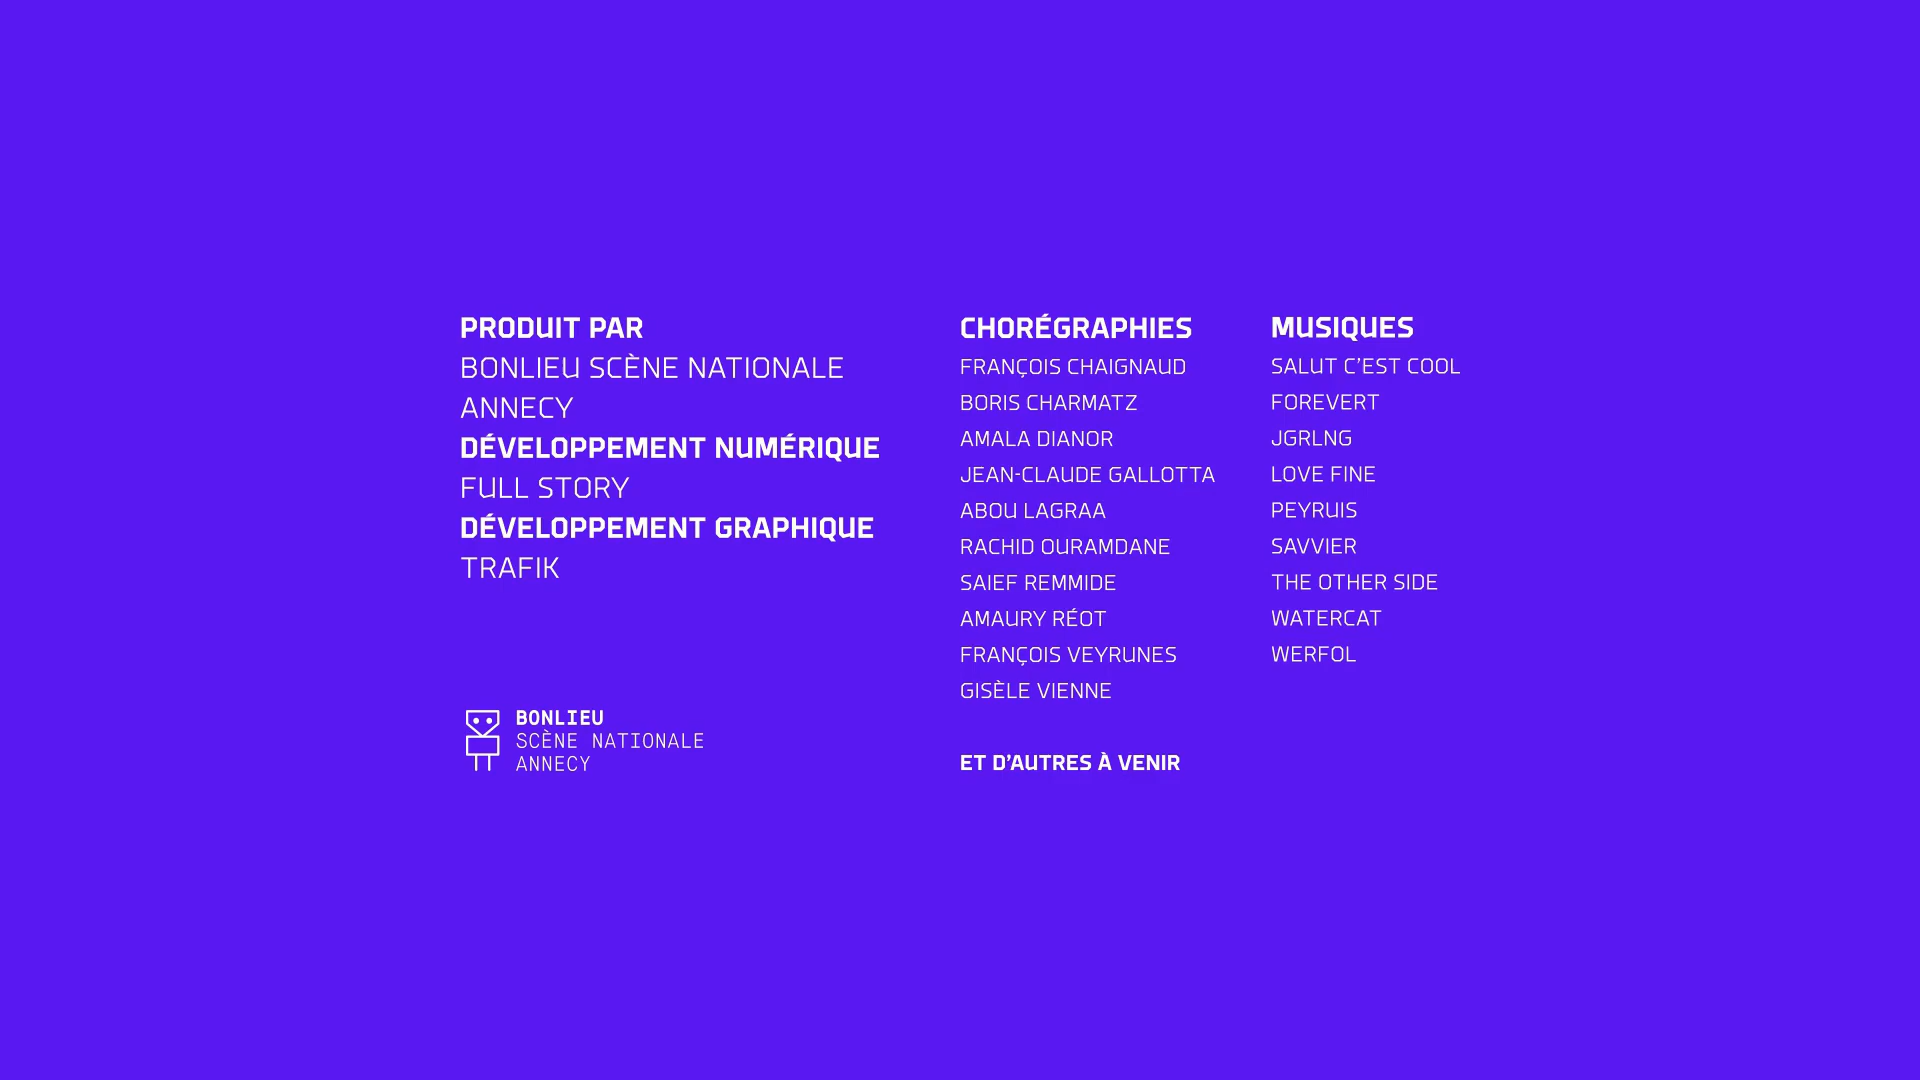 PRODUIT PAR
BONLIEU SCÈNE NATIONALE
ANNECY
DÉVELOPPEMENT NUMÉRIQUE
FULL STORY
DÉVELOPPEMENT GRAPHIQUE
TRAFIK
BONLIEU
SCÈNE NATIONALE
ANNECY
CHORÉGRAPHIES
FRANÇOIS CHAIGNAUD
BORIS CHARMATZ
AMALA DIANOR
JEAN-CLAUDE GALLOTTA
ABOU LAGRAA
RACHID OURAMDANE
SAIEF REMMIDE
AMAURY RÉOT
FRANÇOIS VEYRUNES
GISÈLE VIENNE
ET D’AUTRES À VENIR
MUSIQUES
SALUT C’EST COOL
FOREVERT
JGRLNG
LOVE FINE
PEYRUIS
SAVVIER
THE OTHER SIDE
WATERCAT
WERFOL